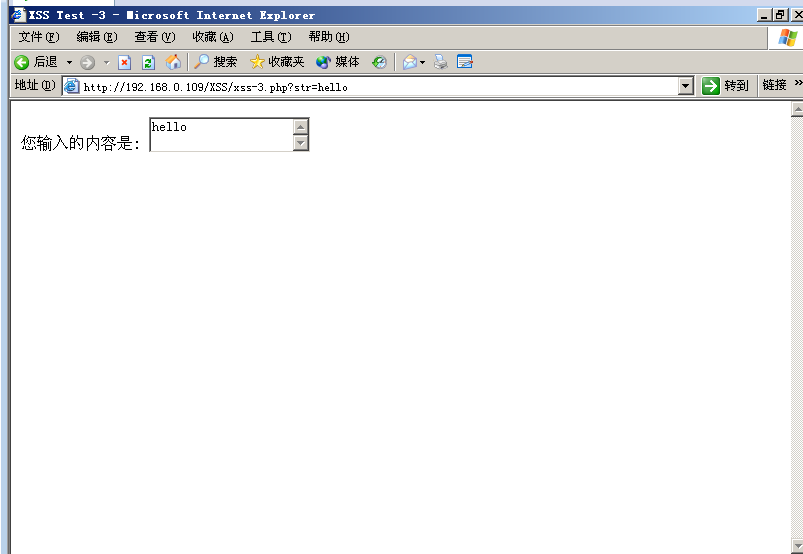 XSS Test -3 - Microsoft Internet Explorer
文件(F) 编辑(E) 查看(V) 收藏(A) 工具(T) 帮助(H)
后退 搜索 收藏夹 媒体
地址(D) http://192.168.0.109/XSS/xss-3.php?str=hello 转到 链接 »
hello
您输入的内容是: